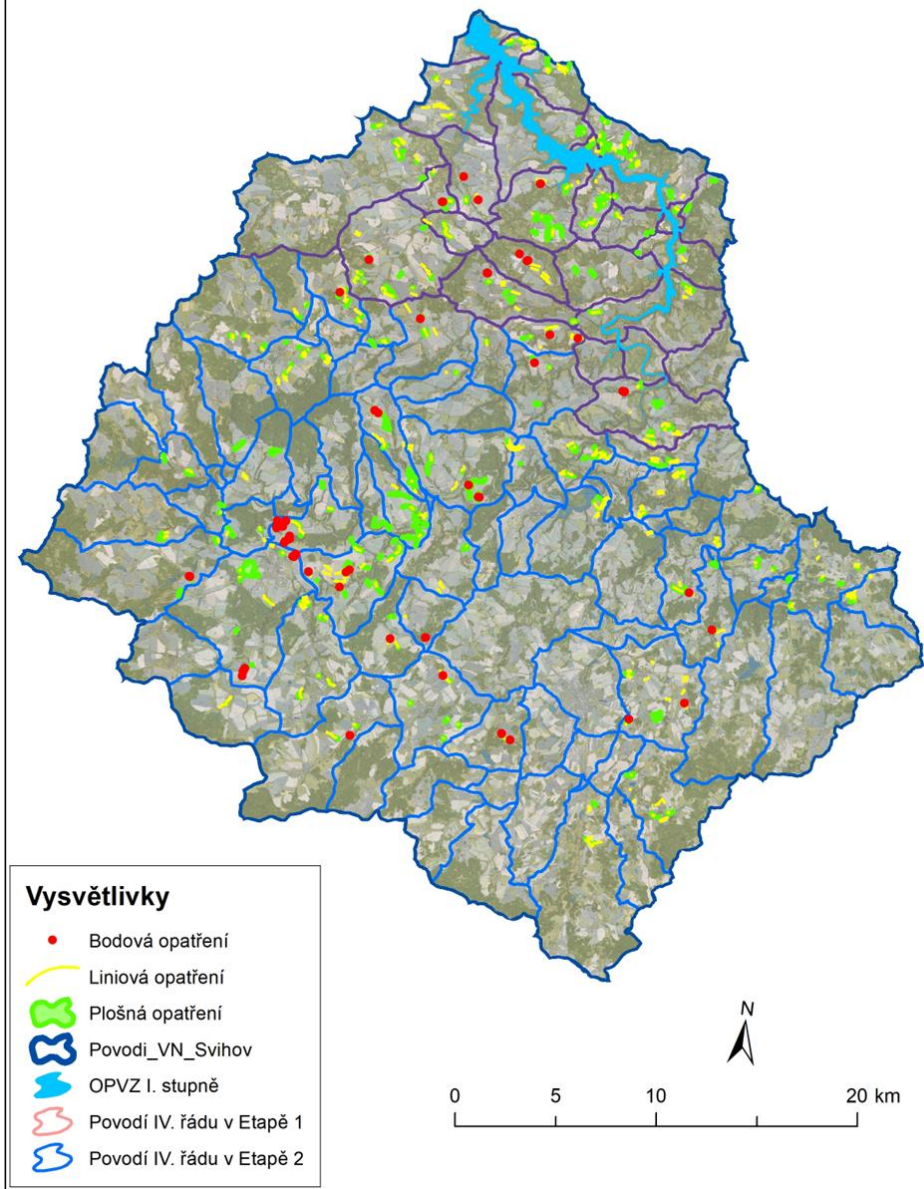 Vysvětlivky
Bodová opatření
Liniová opatření
Plošná opatření
Povodi_VN_Svihov
OPVZ I. stupně
Povodí IV. řádu v Etapě 1
Povodí IV. řádu v Etapě 2
N
0 5 10 20 km